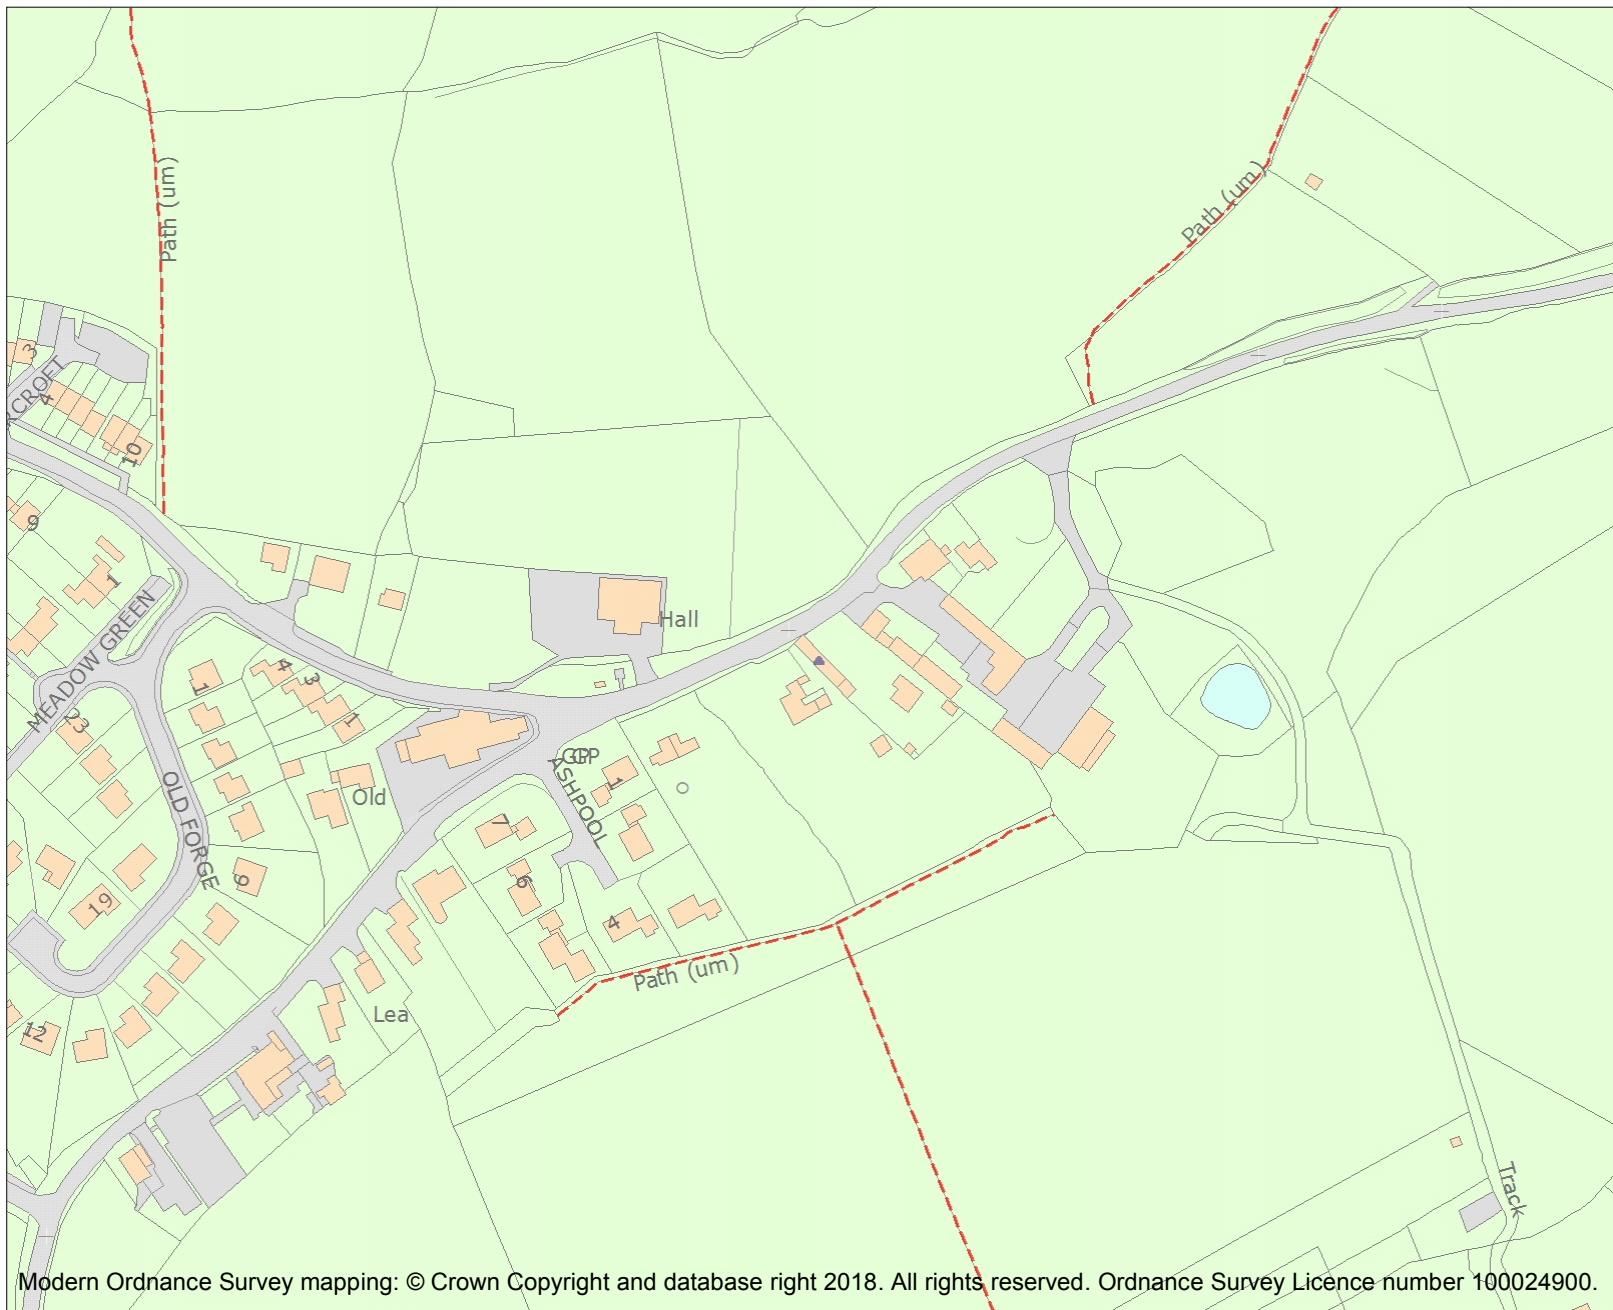 Path (um)
Path (um)
3
RCROFT
4
10
9
1
MEADOW GREEN
Hall
4
3
1
1
23
OLD FORGE
Old
GP
GP
ASHPOOL
1
7
6
9
19
4
Path (um)
Lea
12
Track
Modern Ordnance Survey mapping: © Crown Copyright and database right 2018. All rights reserved. Ordnance Survey Licence number 100024900.